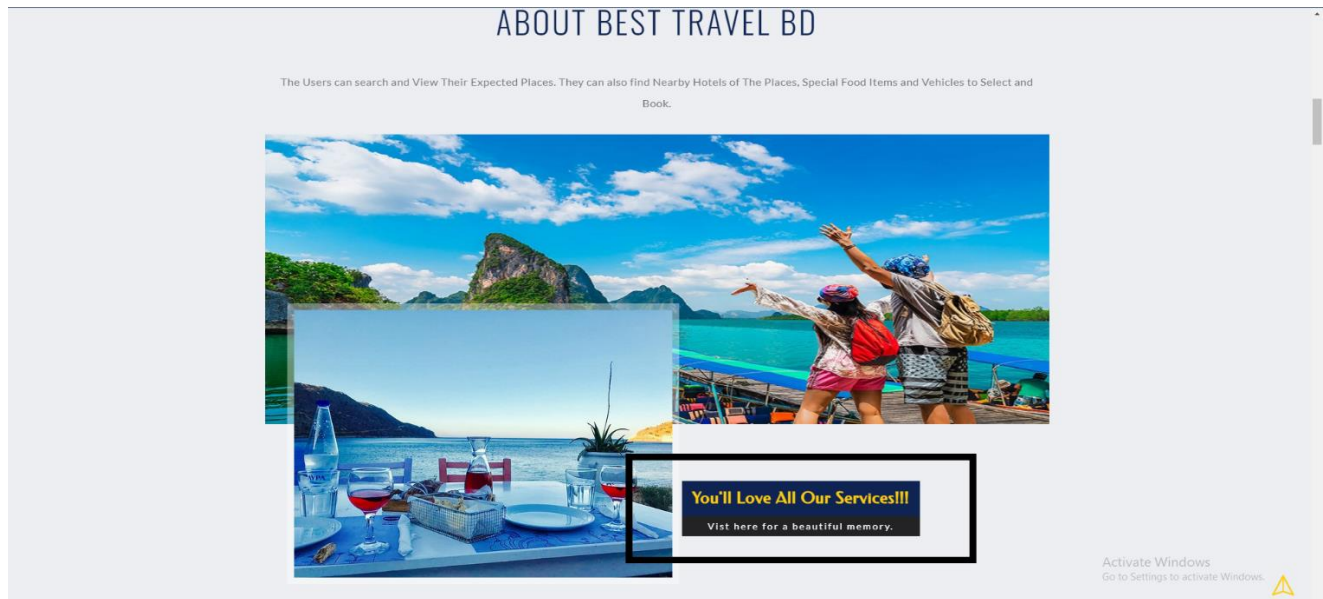 ABOUT BEST TRAVEL BD
The Users can search and View Their Expected Places. They can also find Nearby Hotels of The Places, Special Food Items and Vehicles to Select and
Book.
You'll Love All Our Services!!!
Vist here for a beautiful memory.
Activate Windows
Go to Settings to activate Windows.